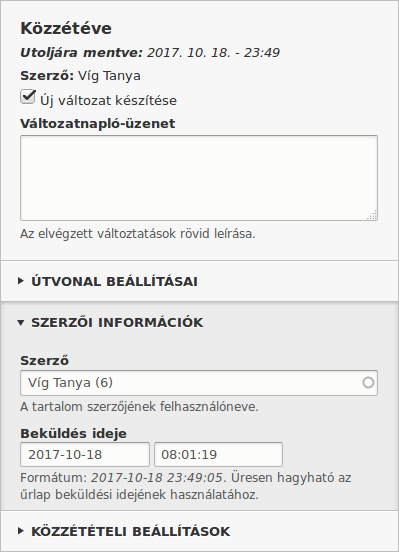 Közzétéve
Utoljára mentve: 2017. 10. 18. - 23:49
Szerző: Víg Tanya
Új változat készítése
Változatnapló-üzenet
Az elvégzett változtatások rövid leírása.
ÚTVONAL BEÁLLÍTÁSAI
SZERZŐI INFORMÁCIÓK
Szerző
Víg Tanya (6)
A tartalom szerzőjének felhasználóneve.
Beküldés ideje
2017-10-18 08:01:19
Formátum: 2017-10-18 23:49:05. Üresen hagyható az
űrlap beküldési idejének használatához.
KÖZZÉTÉTELI BEÁLLÍTÁSOK